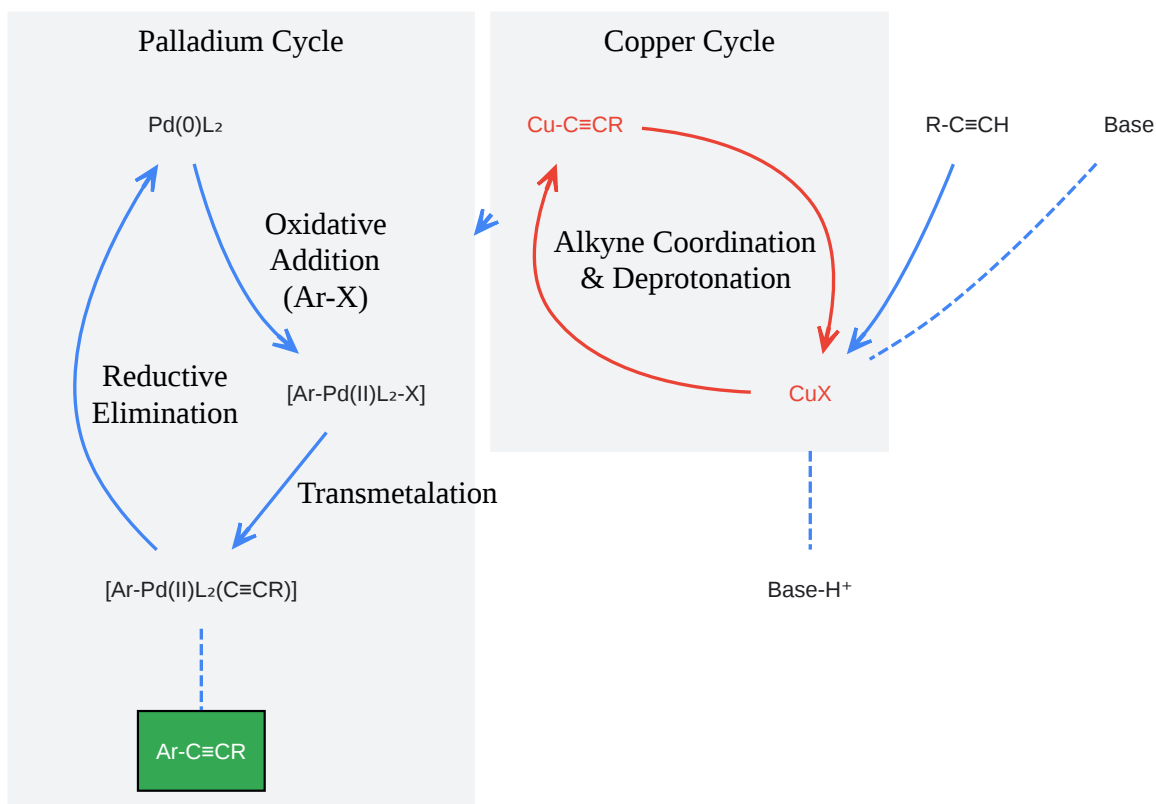 Palladium Cycle
Copper Cycle
Pd(0)L₂
Cu-C≡CR
R-C≡CH
Base
Oxidative
Addition
(Ar-X)
Alkyne Coordination
& Deprotonation
Reductive
Elimination
[Ar-Pd(II)L₂-X]
CuX
Transmetalation
[Ar-Pd(II)L₂(C≡CR)]
Base-H⁺
Ar-C≡CR